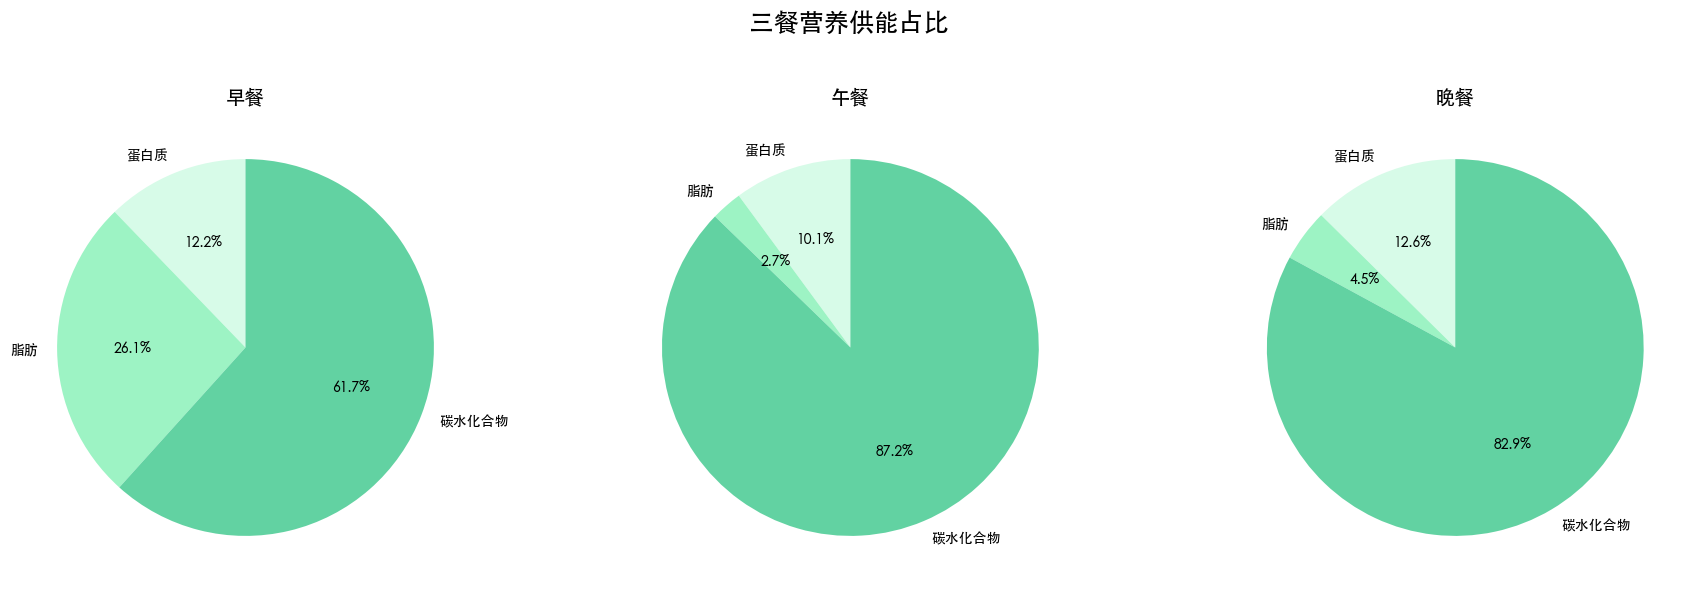 三餐营养供能占比
早餐
蛋白质
12.2%
脂肪
26.1%
61.7%
碳水化合物
午餐
蛋白质
脂肪
10.1%
2.7%
87.2%
碳水化合物
晚餐
蛋白质
脂肪
12.6%
4.5%
82.9%
碳水化合物